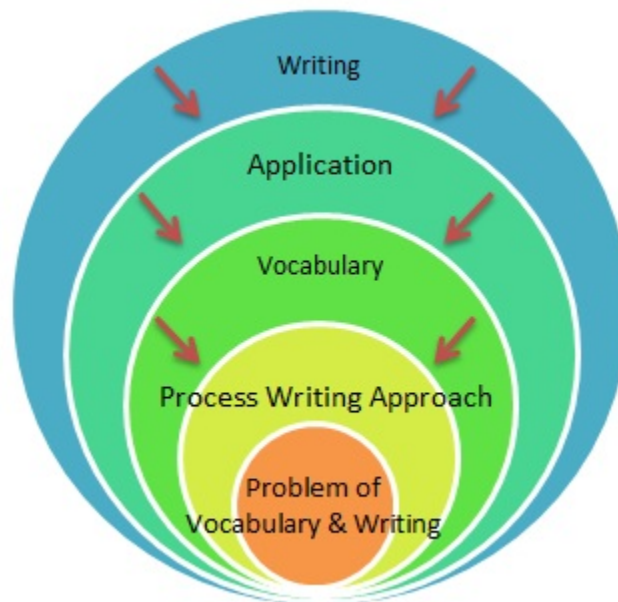 Writing
Application
Vocabulary
Process Writing Approach
Problem of
Vocabulary & Writing